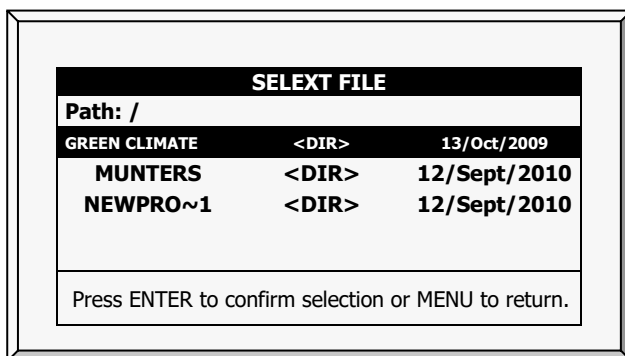 SELEXT FILE
Path: /
GREEN CLIMATE <DIR> 13/Oct/2009
MUNTERS <DIR> 12/Sept/2010
NEWPRO~1 <DIR> 12/Sept/2010
Press ENTER to confirm selection or MENU to return.